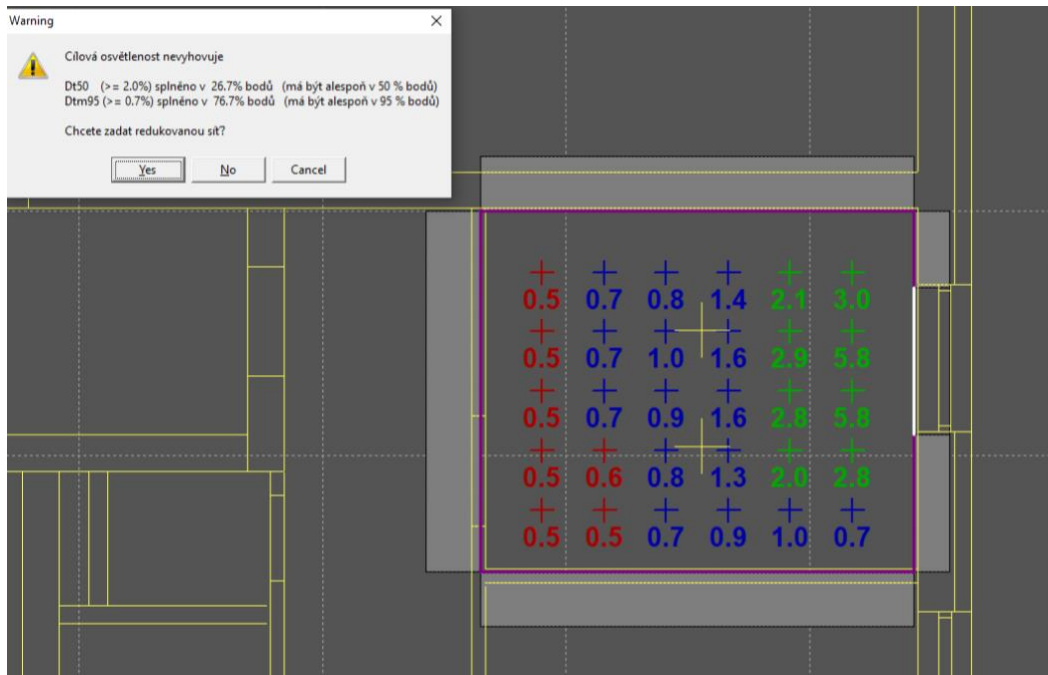 Warning
Cílová osvětlenost nevyhovuje
Dt50 (>= 2.0%) splněno v 26.7% bodů (má být alespoň v 50 % bodů)
Dtm95 (>= 0.7%) splněno v 76.7% bodů (má být alespoň v 95 % bodů)
Chcete zadat redukovanou síť?
Yes No Cancel
0.5 0.7 0.8 1.4 2.1 3.0
0.5 0.7 1.0 1.6 2.9 5.8
0.5 0.7 0.9 1.6 2.8 5.8
0.5 0.6 0.8 1.3 2.0 2.8
0.5 0.5 0.7 0.9 1.0 0.7